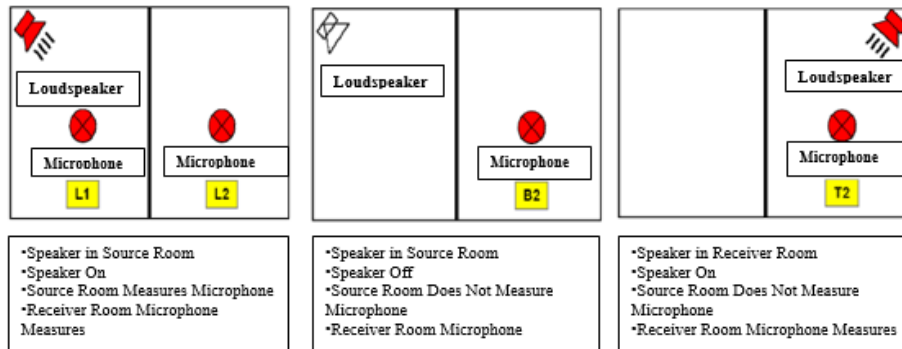 Loudspeaker
Microphone
L1
Microphone
L2
•Speaker in Source Room
•Speaker On
•Source Room Measures Microphone
•Receiver Room Microphone
Measures
Loudspeaker
Microphone
B2
•Speaker in Source Room
•Speaker Off
•Source Room Does Not Measure
Microphone
•Receiver Room Microphone
Loudspeaker
Microphone
T2
•Speaker in Receiver Room
•Speaker On
•Source Room Does Not Measure
Microphone
•Receiver Room Microphone Measures